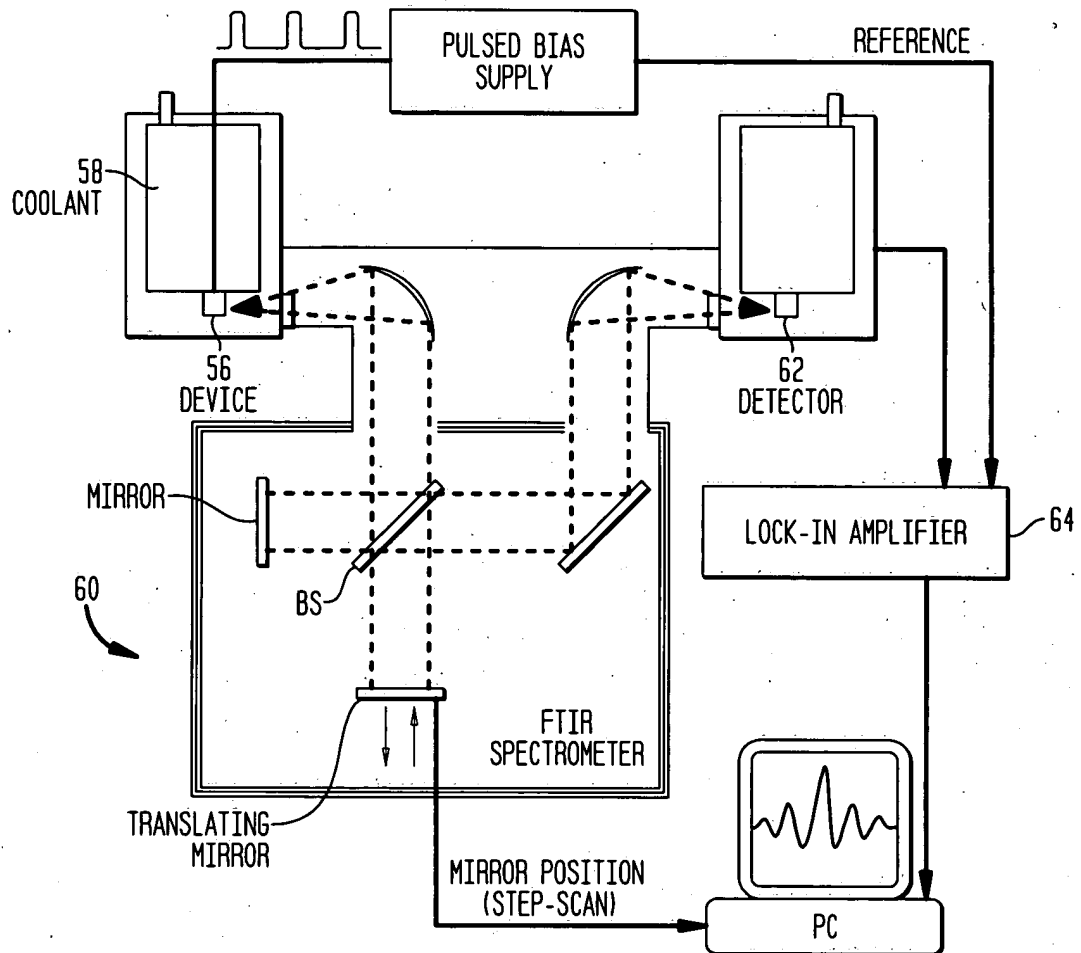 PULSED BIAS
SUPPLY
REFERENCE
58
COOLANT
56
DEVICE
62
DETECTOR
MIRROR
BS
60
LOCK-IN AMPLIFIER
64
FTIR
SPECTROMETER
TRANSLATING
MIRROR
MIRROR POSITION
(STEP-SCAN)
PC